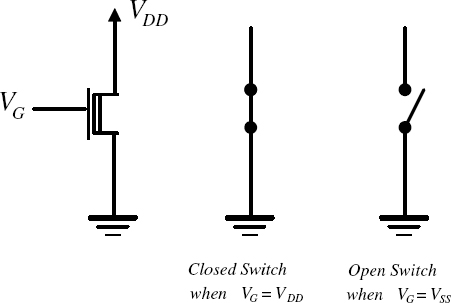 V_DD
V_G
Closed Switch
when V_G = V_DD
Open Switch
when V_G = V_SS